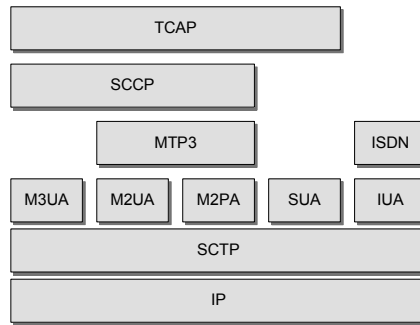 TCAP
SCCP
MTP3 ISDN
M3UA M2UA M2PA SUA IUA
SCTP
IP